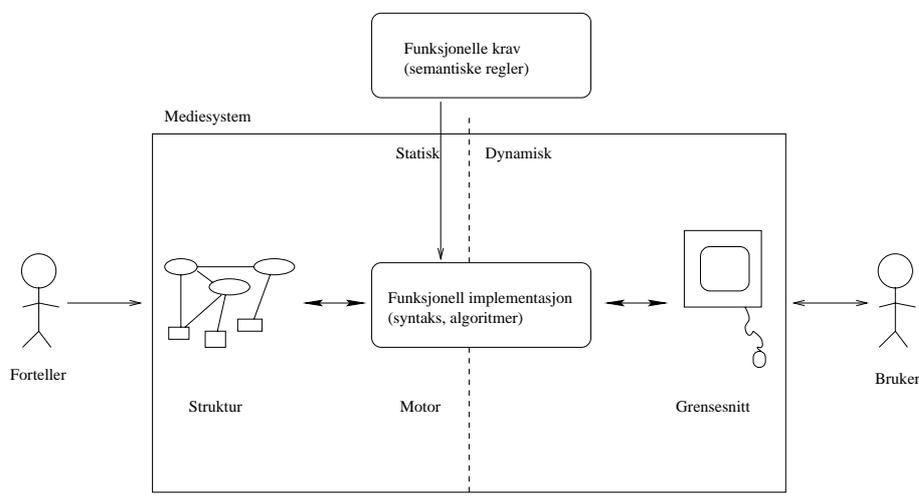 Funksjonelle krav
(semantiske regler)
Mediesystem
Statisk
Dynamisk
Funksjonell implementasjon
(syntaks, algoritmer)
Forteller
Bruker
Struktur
Motor
Grensesnitt